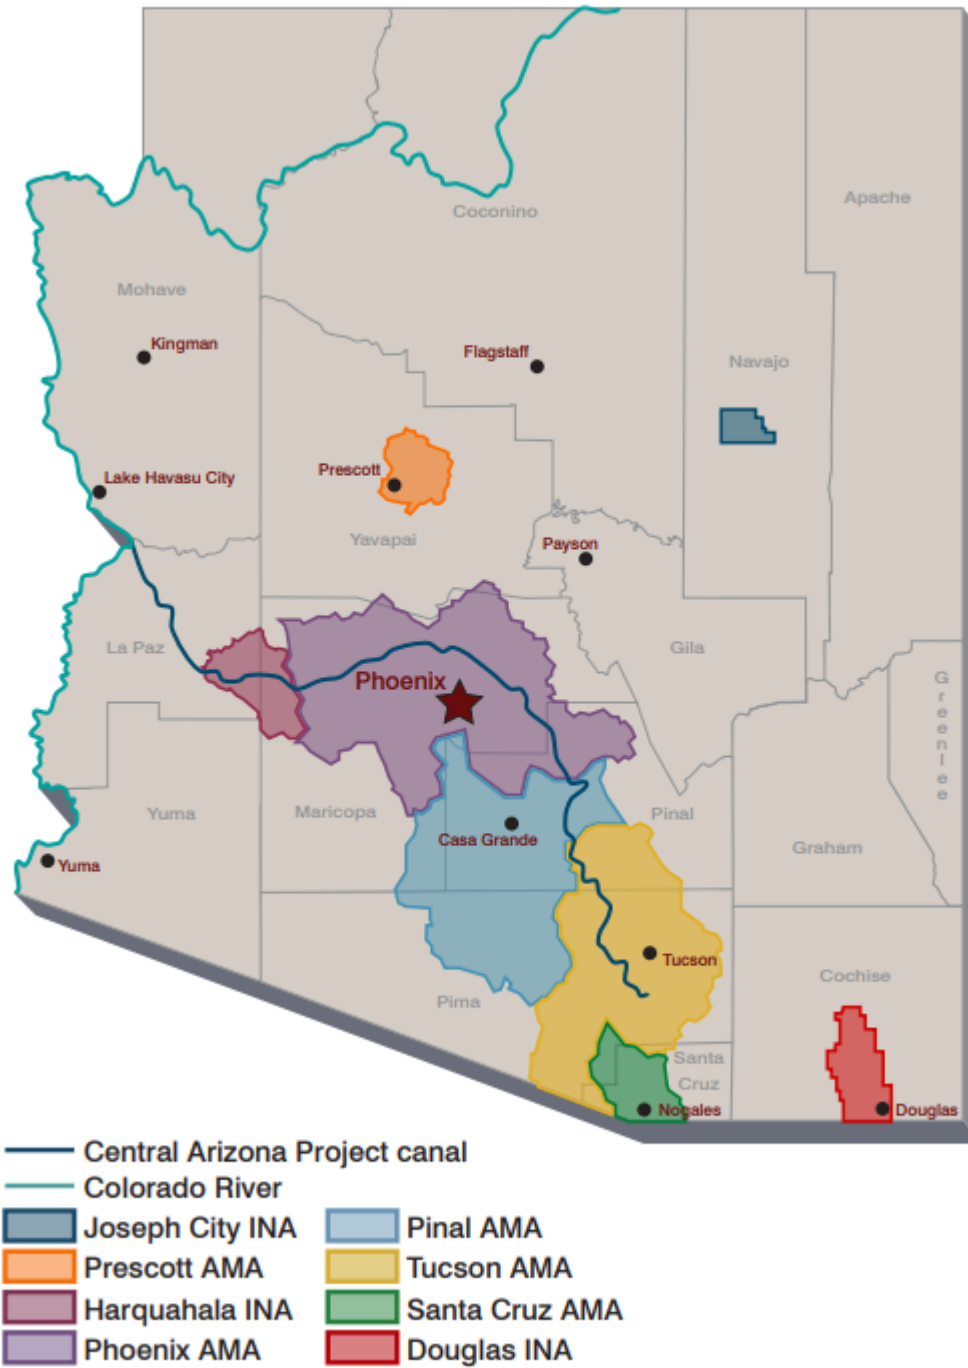 Coconino
Apache
Mohave
Kingman
Flagstaff
Navajo
Lake Havasu City
Prescott
Yavapai
Payson
La Paz
Gila
Phoenix
Greenlee
Yuma
Maricopa
Pinal
Casa Grande
Graham
Yuma
Tucson
Cochise
Pima
Santa
Cruz
Nogales
Douglas
Central Arizona Project canal
Colorado River
Joseph City INA
Pinal AMA
Prescott AMA
Tucson AMA
Harquahala INA
Santa Cruz AMA
Phoenix AMA
Douglas INA